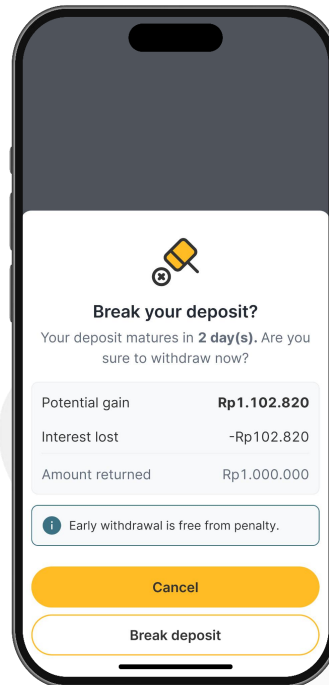 Break your deposit?
Your deposit matures in 2 day(s). Are you
sure to withdraw now?
Potential gain Rp1.102.820
Interest lost -Rp102.820
Amount returned Rp1.000.000
i Early withdrawal is free from penalty.
Cancel
Break deposit